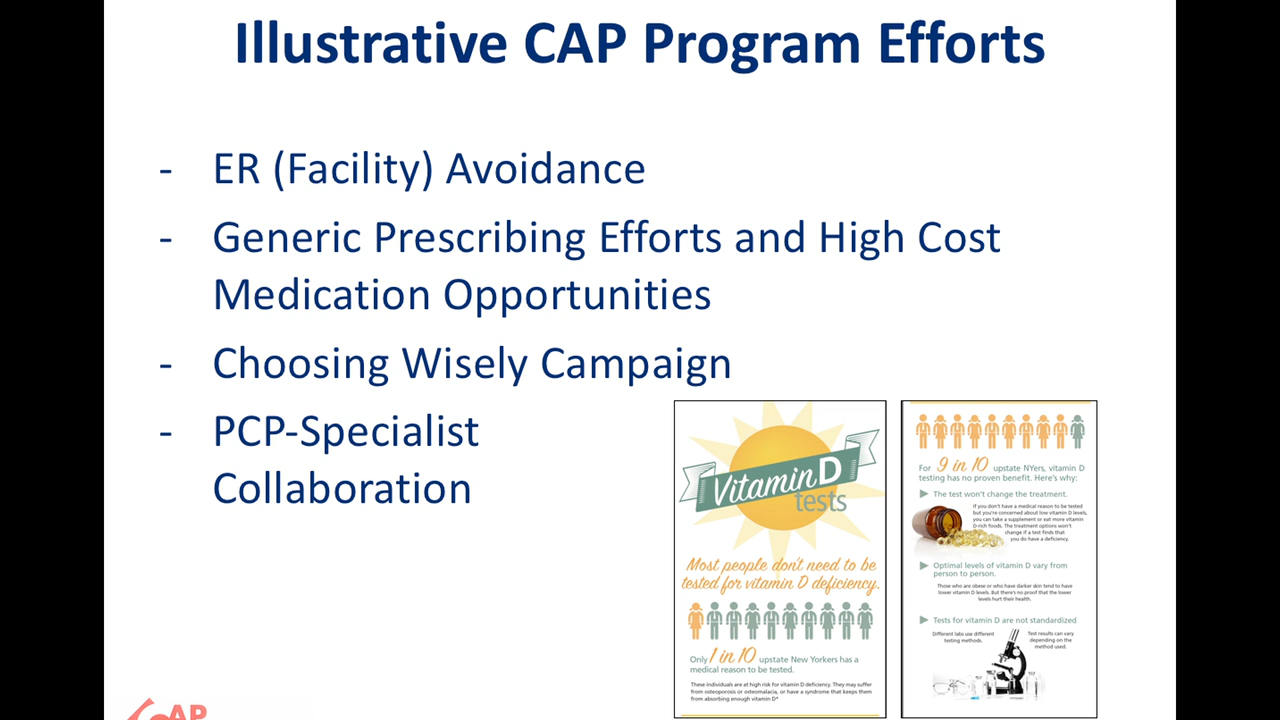 Illustrative CAP Program Efforts
- ER (Facility) Avoidance
- Generic Prescribing Efforts and High Cost
Medication Opportunities
- Choosing Wisely Campaign
- PCP-Specialist
Collaboration
Vitamin D
tests
Most people don't need to be
tested for vitamin D deficiency.
Only 1 in 10 upstate New Yorkers has a
medical reason to be tested.
These individuals are at high risk for vitamin D deficiency. They may suffer
from osteoporosis or osteomalacia, or have a syndrome that keeps them
from absorbing enough vitamin D*
For 9 in 10 upstate NYers, vitamin D
testing has no proven benefit. Here's why:
The test won't change the treatment.
If you don't have a medical reason to be tested
but you're concerned about low vitamin D levels,
you can take a supplement or eat more vitamin
D-rich foods. The treatment options won't
change if a test finds that
you do have a deficiency.
Optimal levels of vitamin D vary from
person to person.
Those who are obese or who have darker skin tend to have
lower vitamin D levels. But there's no proof that the lower
levels hurt their health.
Tests for vitamin D are not standardized
Different labs use different
testing methods.
Test results can vary
depending on the
method used.
CAP